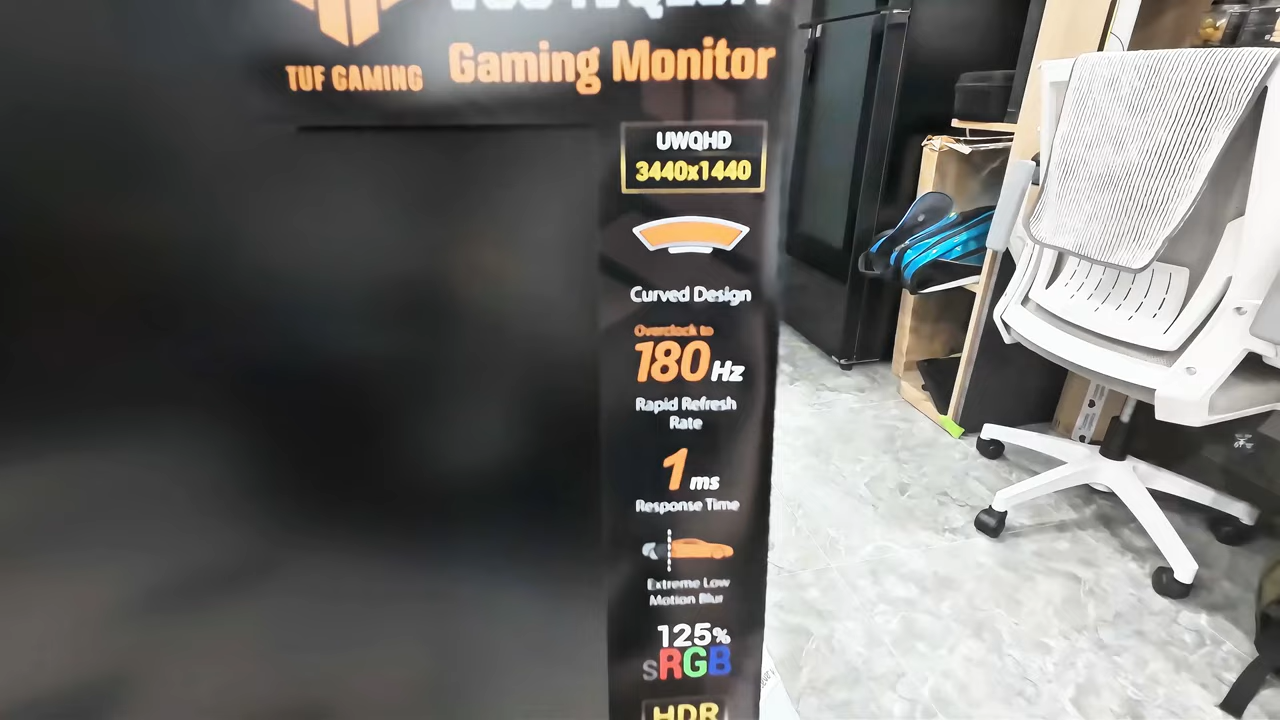 TUF GAMING
Gaming Monitor
UWQHD
3440x1440
Curved Design
Overclock to
180Hz
Rapid Refresh
Rate
1ms
Response Time
Extreme Low
Motion Blur
125%
sRGB
HDR